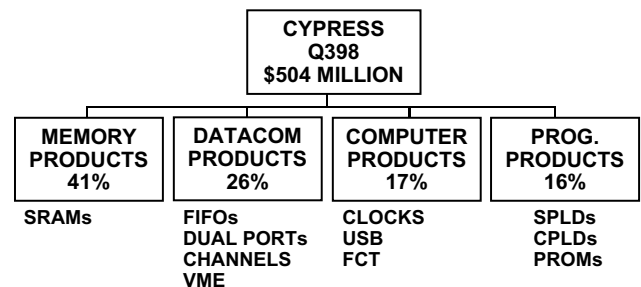 CYPRESS
Q398
$504 MILLION
MEMORY
PRODUCTS
41%
SRAMs
DATACOM
PRODUCTS
26%
FIFOs
DUAL PORTs
CHANNELS
VME
COMPUTER
PRODUCTS
17%
CLOCKS
USB
FCT
PROG.
PRODUCTS
16%
SPLDs
CPLDs
PROMs